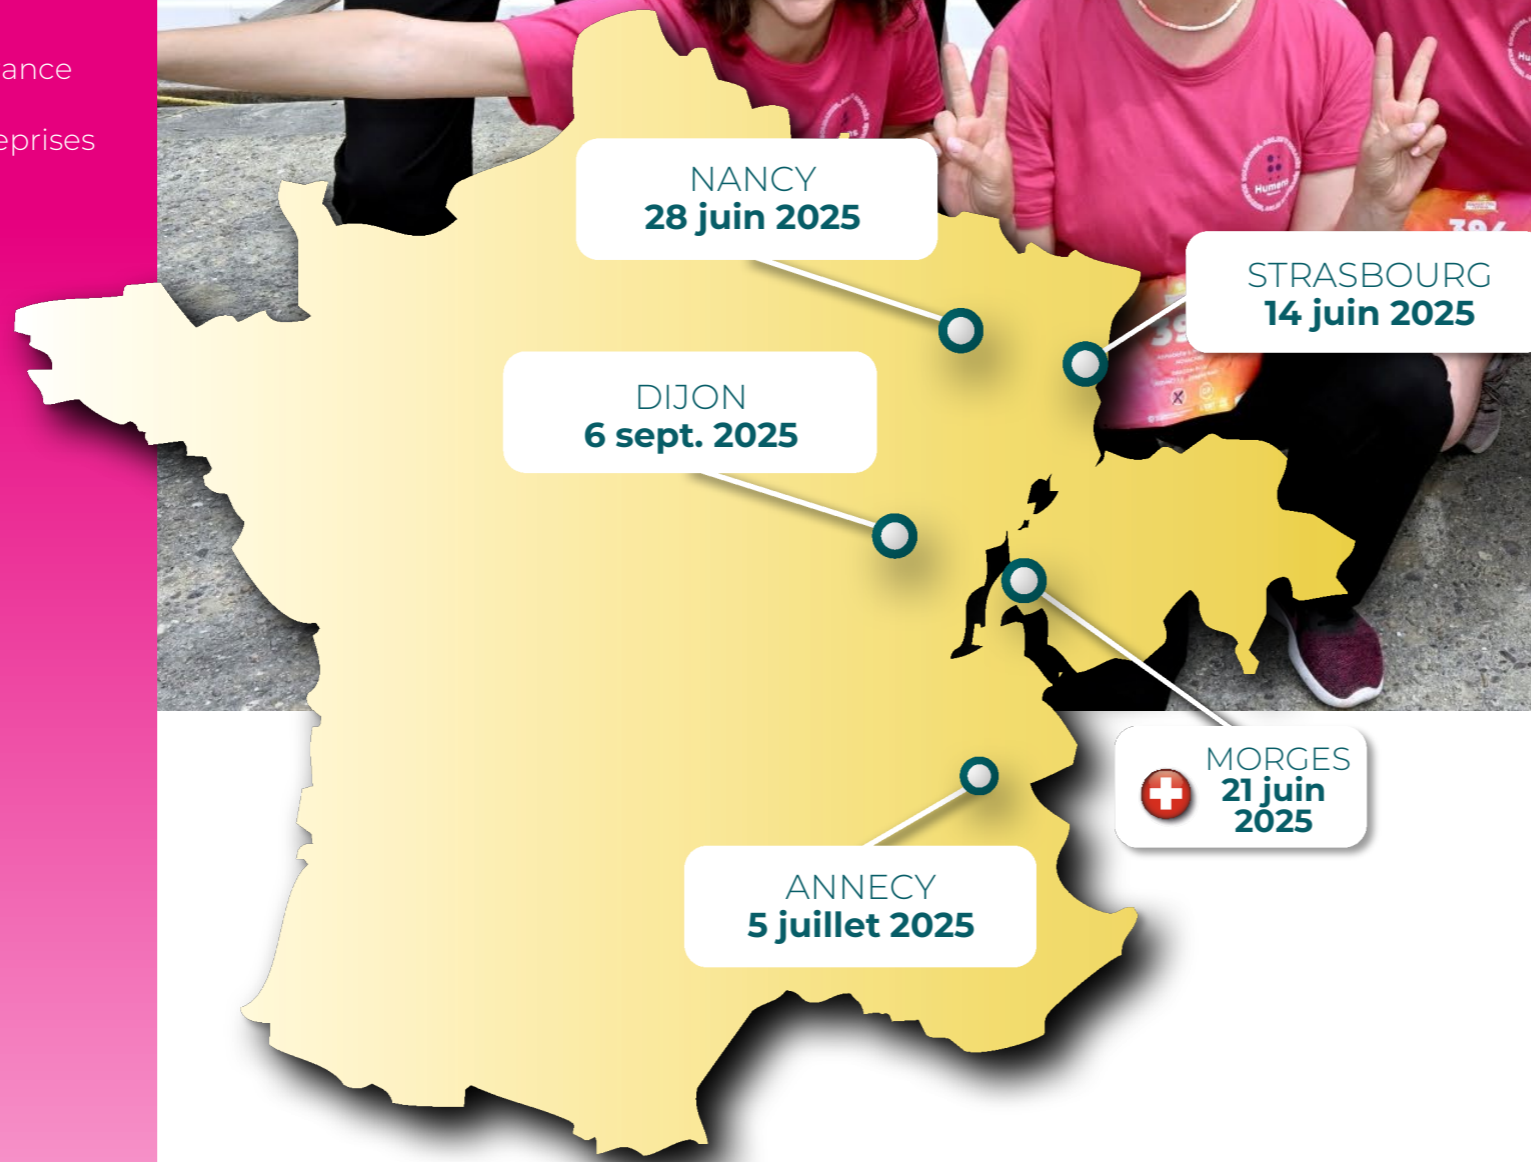 ance
eprises
NANCY
28 juin 2025
STRASBOURG
14 juin 2025
DIJON
6 sept. 2025
MORGES
21 juin
2025
ANNECY
5 juillet 2025